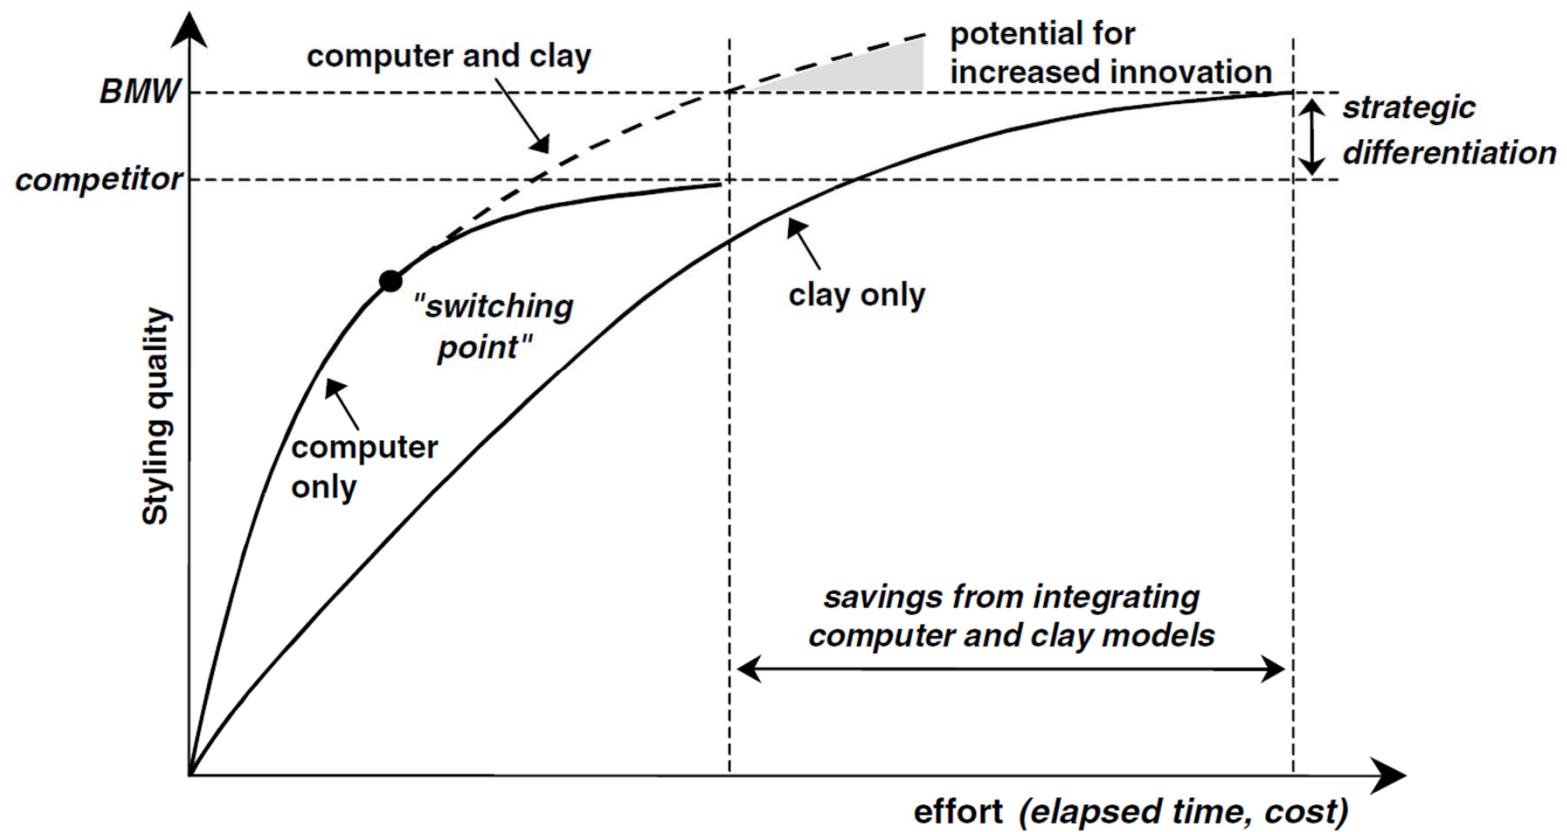 computer and clay
potential for
increased innovation
BMW
strategic
differentiation
competitor
clay only
"switching
point"
Styling quality
computer
only
savings from integrating
computer and clay models
effort (elapsed time, cost)